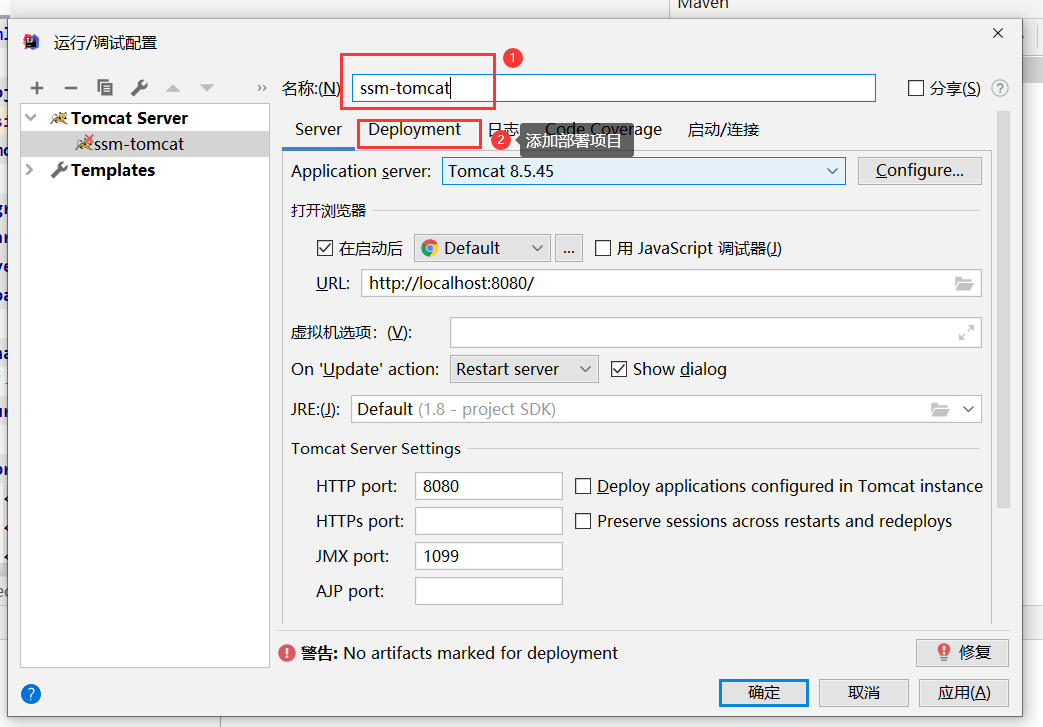 Maven
运行/调试配置
1
名称:(N) ssm-tomcat 分享(S) ?
Tomcat Server
ssm-tomcat
Templates
Server Deployment 日志 Code Coverage 启动/连接
2 添加部署项目
Application server: Tomcat 8.5.45 Configure...
打开浏览器
在启动后 Default ... 用 JavaScript 调试器(J)
URL: http://localhost:8080/
虚拟机选项：(V):
On 'Update' action: Restart server Show dialog
JRE:(J): Default (1.8 - project SDK)
Tomcat Server Settings
HTTP port: 8080 Deploy applications configured in Tomcat instance
HTTPs port: Preserve sessions across restarts and redeploys
JMX port: 1099
AJP port:
警告: No artifacts marked for deployment 修复
? 确定 取消 应用(A)